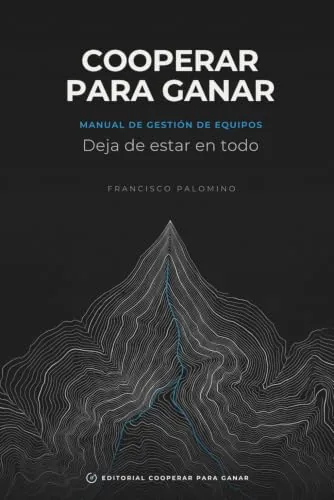 COOPERAR
PARA GANAR
MANUAL DE GESTIÓN DE EQUIPOS
Deja de estar en todo
FRANCISCO PALOMINO
EDITORIAL COOPERAR PARA GANAR